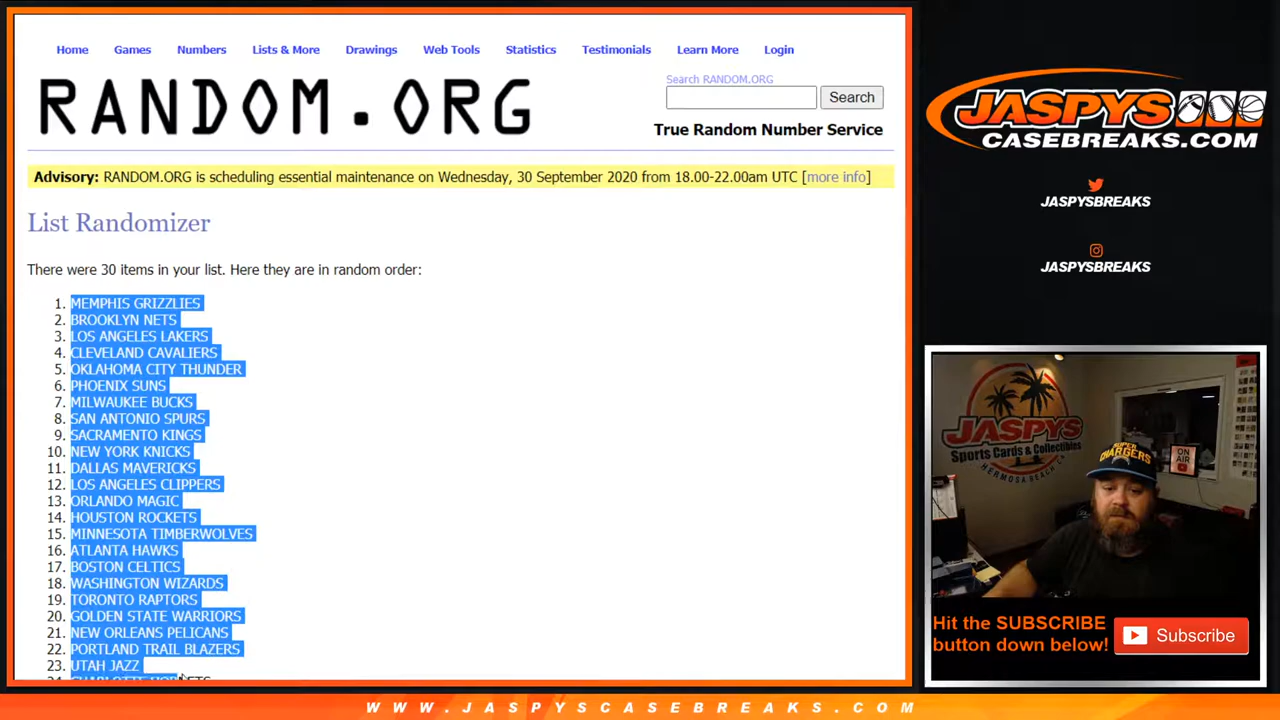 Home Games Numbers Lists & More Drawings Web Tools Statistics Testimonials Learn More Login
RANDOM.ORG
Search RANDOM.ORG
Search
True Random Number Service
Advisory: RANDOM.ORG is scheduling essential maintenance on Wednesday, 30 September 2020 from 18.00-22.00am UTC [more info]
List Randomizer
There were 30 items in your list. Here they are in random order:
1. MEMPHIS GRIZZLIES
2. BROOKLYN NETS
3. LOS ANGELES LAKERS
4. CLEVELAND CAVALIERS
5. OKLAHOMA CITY THUNDER
6. PHOENIX SUNS
7. MILWAUKEE BUCKS
8. SAN ANTONIO SPURS
9. SACRAMENTO KINGS
10. NEW YORK KNICKS
11. DALLAS MAVERICKS
12. LOS ANGELES CLIPPERS
13. ORLANDO MAGIC
14. HOUSTON ROCKETS
15. MINNESOTA TIMBERWOLVES
16. ATLANTA HAWKS
17. BOSTON CELTICS
18. WASHINGTON WIZARDS
19. TORONTO RAPTORS
20. GOLDEN STATE WARRIORS
21. NEW ORLEANS PELICANS
22. PORTLAND TRAIL BLAZERS
23. UTAH JAZZ
24. CHARLOTTE HORNETS
JASPYS
CASEBREAKS.COM
JASPYSBREAKS
JASPYSBREAKS
JASPYS
Sports Cards & Collectibles
HERMOSA BEACH CA
ON
AIR
SUPER
CHARGERS
Hit the SUBSCRIBE
button down below!
Subscribe
WWW.JASPYSCASEBREAKS.COM